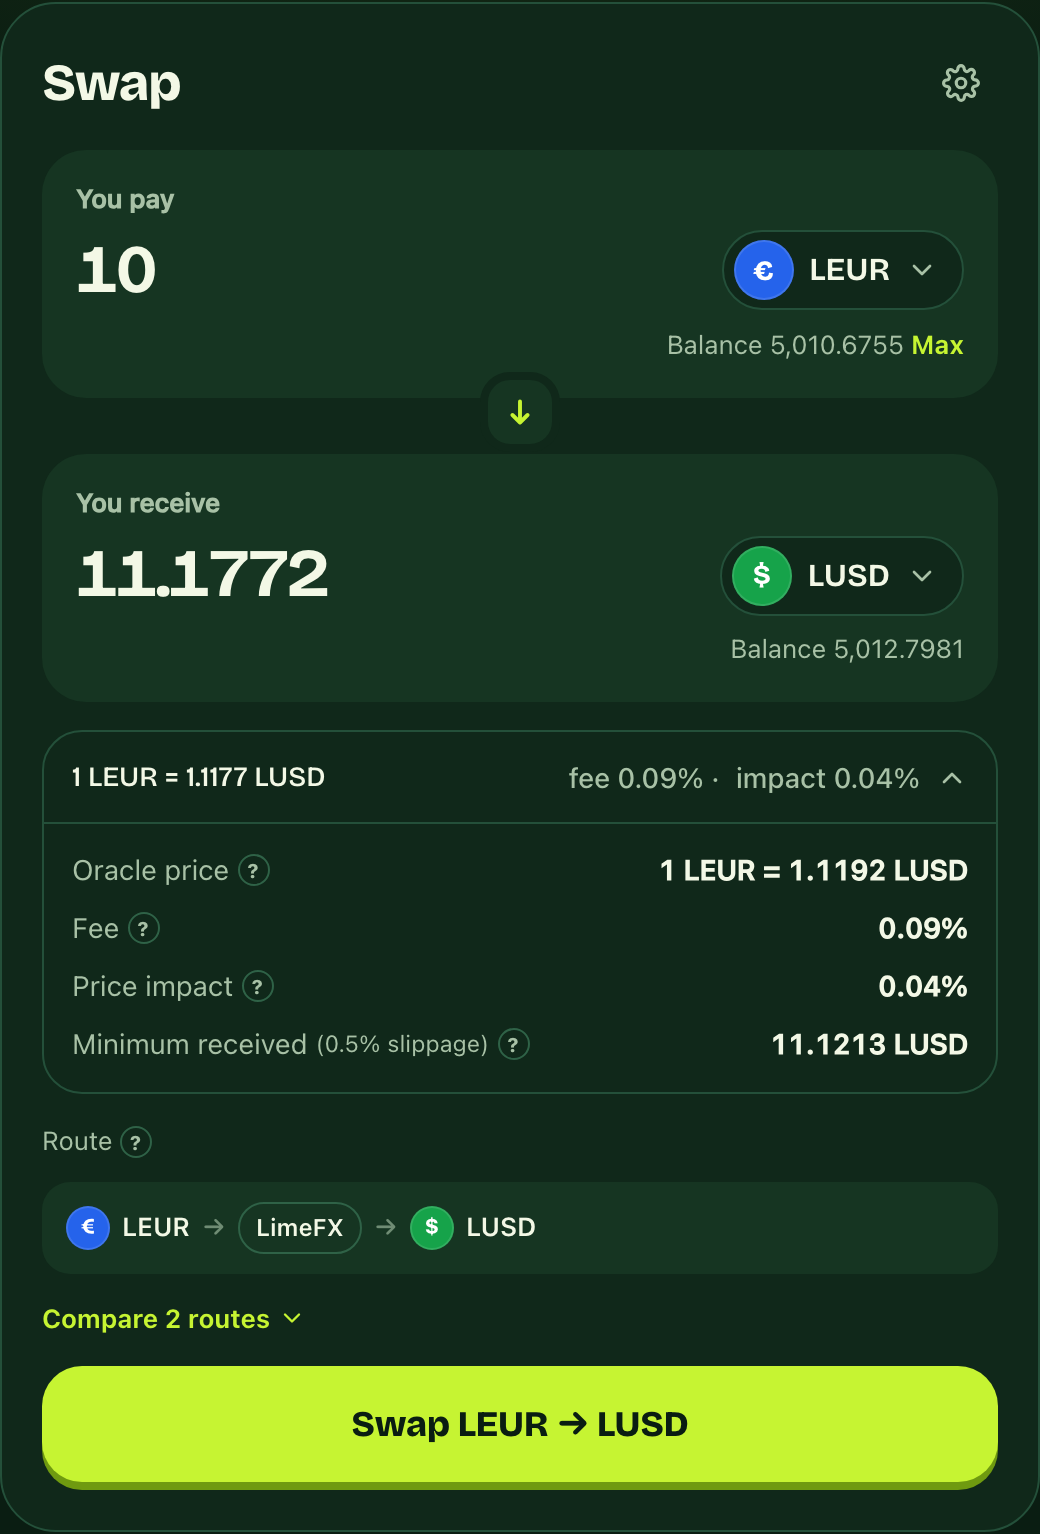 Swap
You pay
10
€ LEUR
Balance 5,010.6755 Max
You receive
11.1772
$ LUSD
Balance 5,012.7981
1 LEUR = 1.1177 LUSD fee 0.09% · impact 0.04%
Oracle price ? 1 LEUR = 1.1192 LUSD
Fee ? 0.09%
Price impact ? 0.04%
Minimum received (0.5% slippage) ? 11.1213 LUSD
Route ?
€ LEUR → LimeFX → $ LUSD
Compare 2 routes
Swap LEUR → LUSD